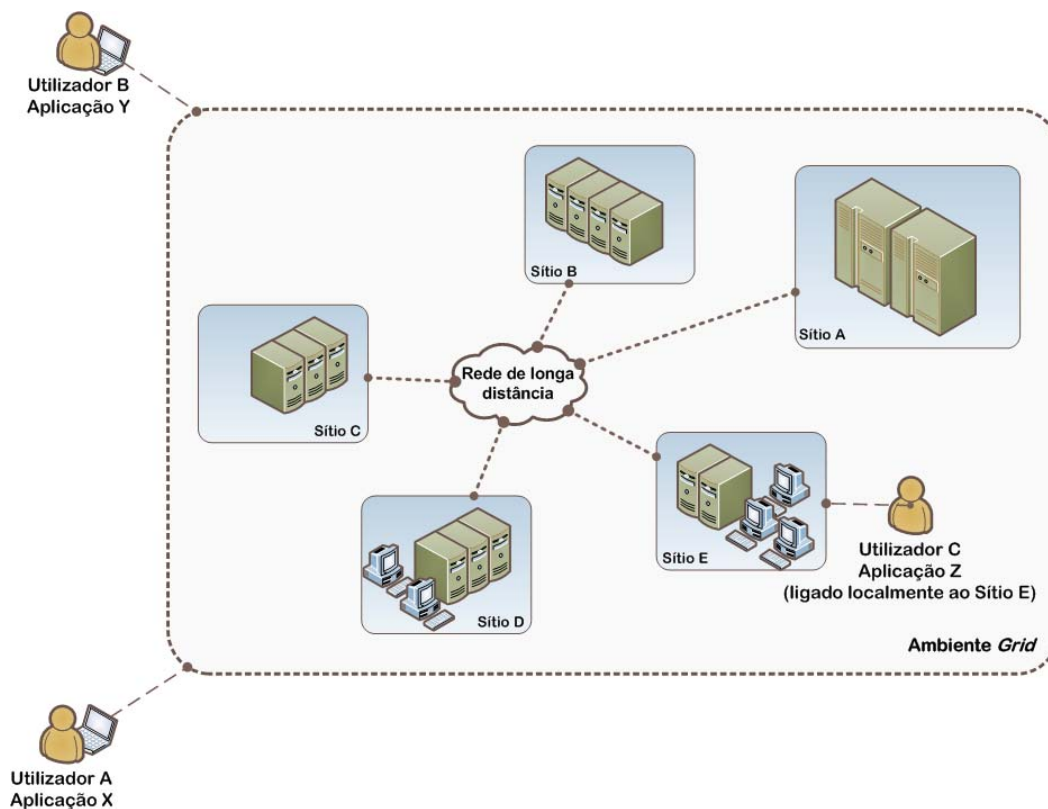 Utilizador B
Aplicação Y
Sítio B
Sítio A
Rede de longa
distância
Sítio C
Sítio E
Utilizador C
Aplicação Z
(ligado localmente ao Sítio E)
Sítio D
Ambiente Grid
Utilizador A
Aplicação X